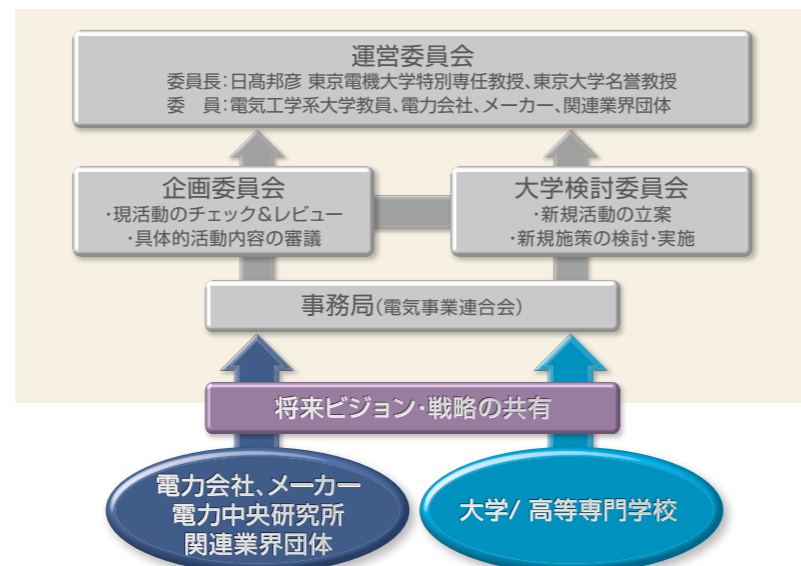 運営委員会
委員長:日髙邦彦 東京電機大学特別専任教授、東京大学名誉教授
委　員:電気工学系大学教員、電力会社、メーカー、関連業界団体
企画委員会
・現活動のチェック&レビュー
・具体的活動内容の審議
大学検討委員会
・新規活動の立案
・新規施策の検討・実施
事務局(電気事業連合会)
将来ビジョン・戦略の共有
電力会社、メーカー
電力中央研究所
関連業界団体
大学/ 高等専門学校